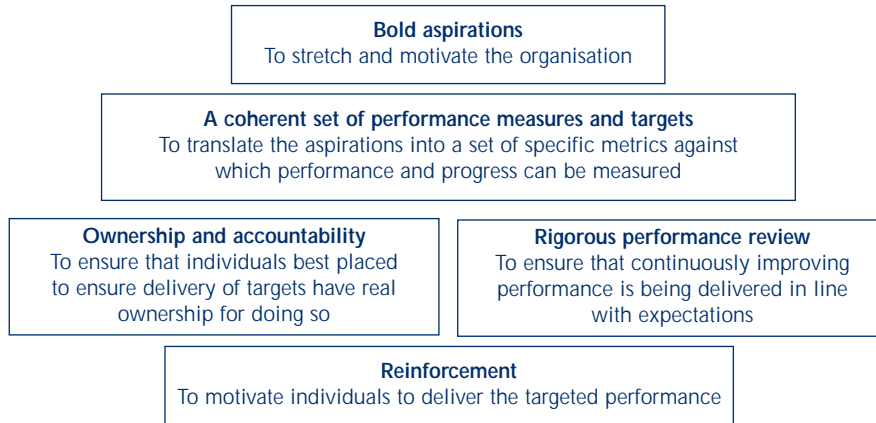 Bold aspirations
To stretch and motivate the organisation
A coherent set of performance measures and targets
To translate the aspirations into a set of specific metrics against
which performance and progress can be measured
Ownership and accountability
To ensure that individuals best placed
to ensure delivery of targets have real
ownership for doing so
Rigorous performance review
To ensure that continuously improving
performance is being delivered in line
with expectations
Reinforcement
To motivate individuals to deliver the targeted performance